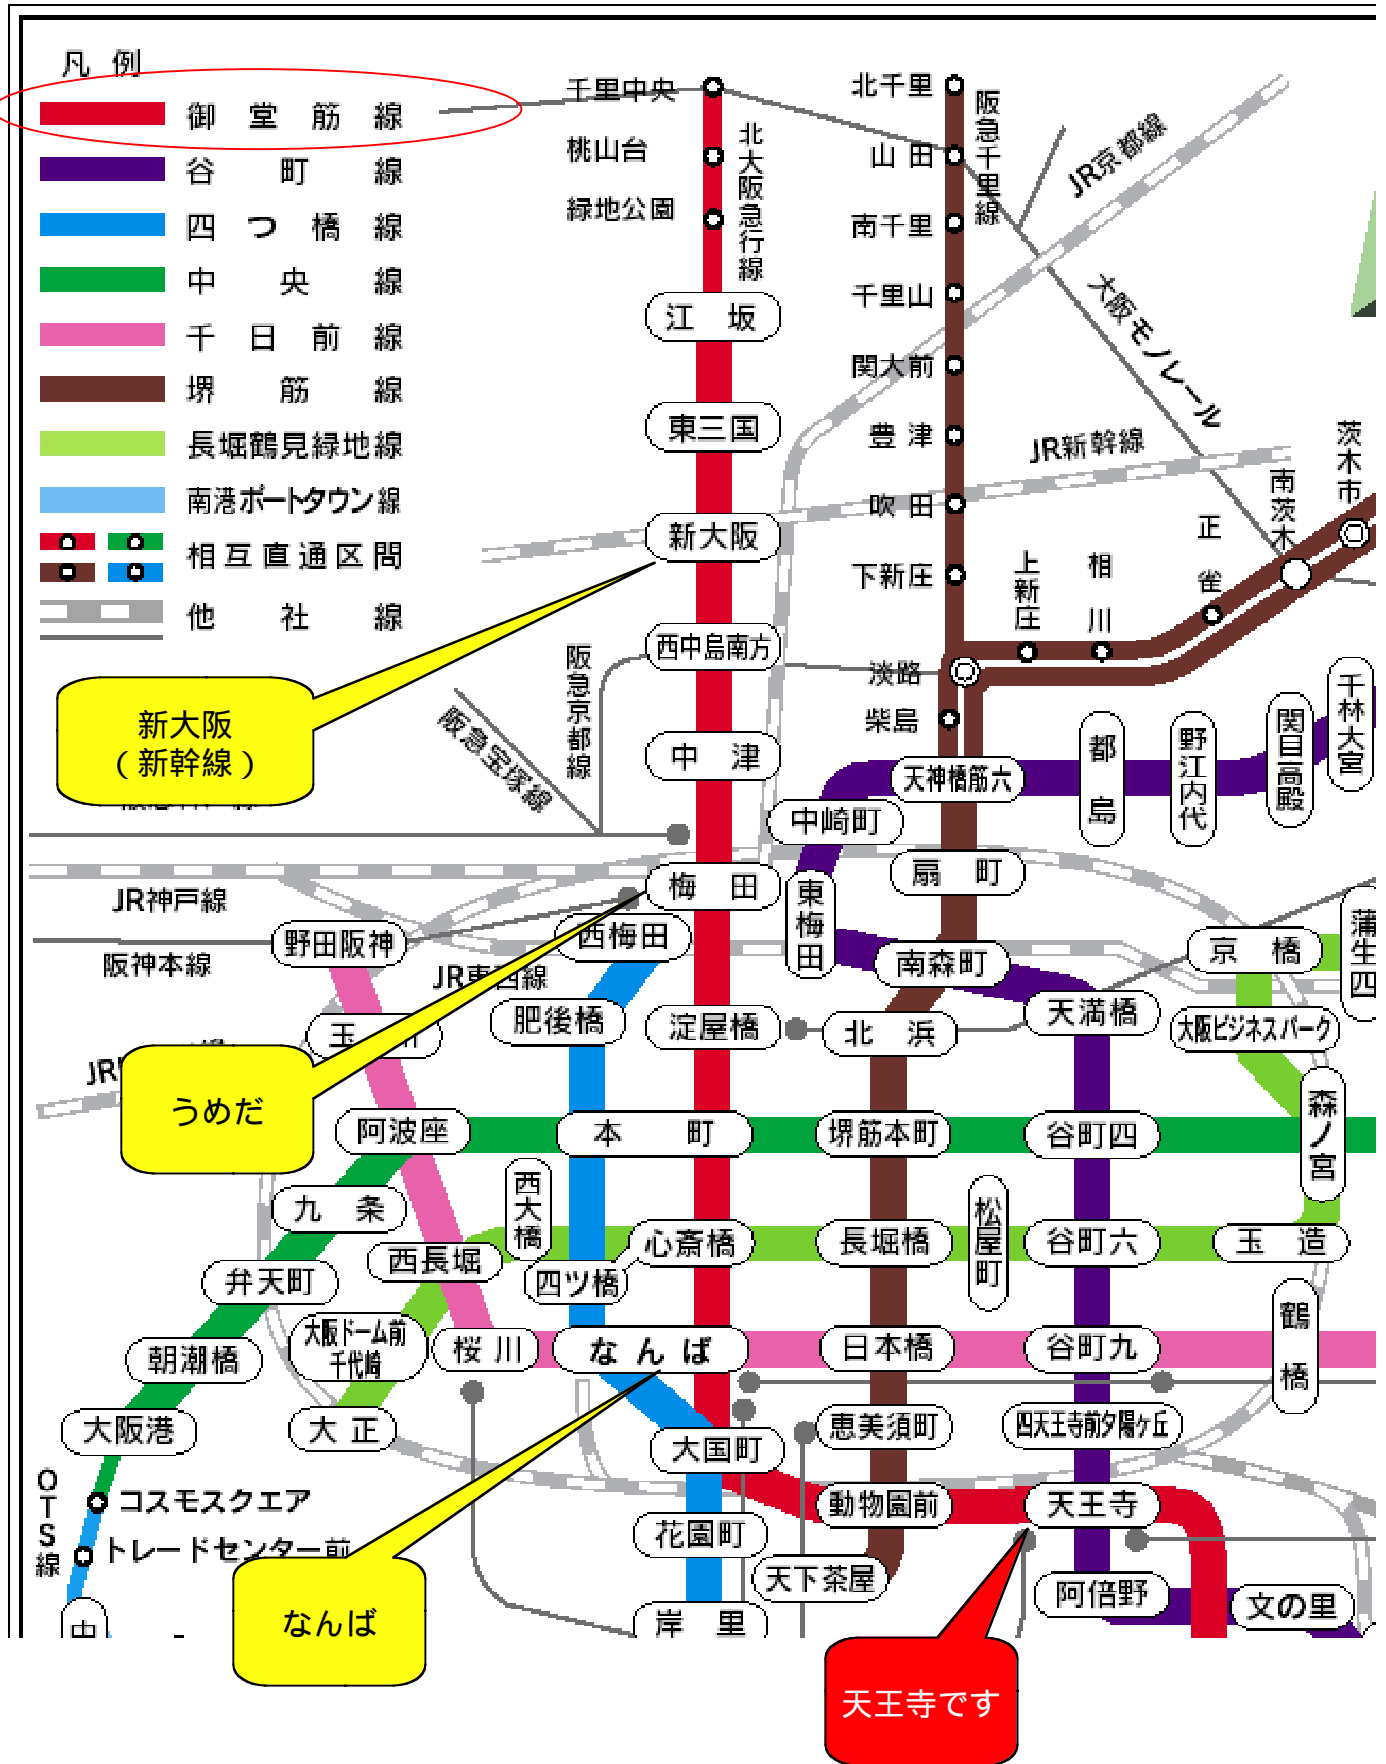 凡例
御堂筋線
谷町線
四つ橋線
中央線
千日前線
堺筋線
長堀鶴見緑地線
南港ポートタウン線
相互直通区間
他社線
千里中央
桃山台
緑地公園
北大阪急行線
江坂
東三国
新大阪
西中島南方
中津
梅田
淀屋橋
本町
心斎橋
なんば
大国町
花園町
岸里
北千里
山田
南千里
千里山
関大前
豊津
吹田
下新庄
淡路
柴島
阪急千里線
JR京都線
大阪モノレール
JR新幹線
上新庄
相川
正雀
南茨木
茨木市
天神橋筋六
都島
野江内代
関目高殿
千林大宮
中崎町
東梅田
扇町
南森町
天満橋
北浜
京橋
蒲生四
大阪ビジネスパーク
森ノ宮
堺筋本町
谷町四
長堀橋
松屋町
谷町六
玉造
日本橋
谷町九
鶴橋
恵美須町
四天王寺前夕陽ヶ丘
動物園前
天王寺
天下茶屋
阿倍野
文の里
阪急京都線
阪急宝塚線
JR神戸線
阪神本線
JR東西線
野田阪神
西梅田
肥後橋
玉
JR
阿波座
九条
西大橋
西長堀
四ツ橋
弁天町
大阪ドーム前
千代崎
桜川
朝潮橋
大阪港
大正
OTS線
コスモスクエア
トレードセンター前
新大阪
(新幹線)
うめだ
なんば
天王寺です